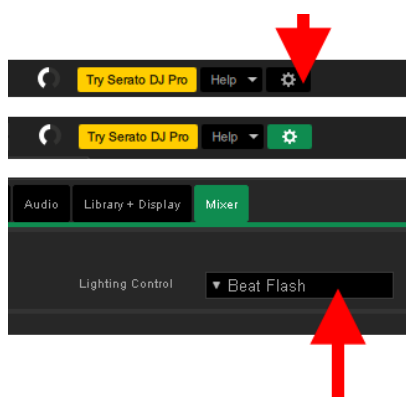 Try Serato DJ Pro Help
Try Serato DJ Pro Help
Audio Library + Display Mixer
Lighting Control Beat Flash